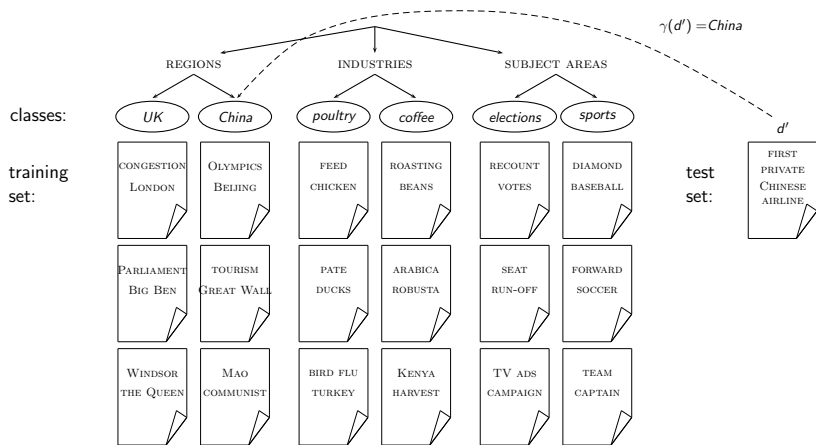 γ(d′) =China
REGIONS INDUSTRIES SUBJECT AREAS
classes: UK China poultry coffee elections sports
d′
training set:
CONGESTION
LONDON
OLYMPICS
BEIJING
FEED
CHICKEN
ROASTING
BEANS
RECOUNT
VOTES
DIAMOND
BASEBALL
test set:
FIRST
PRIVATE
CHINESE
AIRLINE
PARLIAMENT
BIG BEN
TOURISM
GREAT WALL
PATE
DUCKS
ARABICA
ROBUSTA
SEAT
RUN-OFF
FORWARD
SOCCER
WINDSOR
THE QUEEN
MAO
COMMUNIST
BIRD FLU
TURKEY
KENYA
HARVEST
TV ADS
CAMPAIGN
TEAM
CAPTAIN